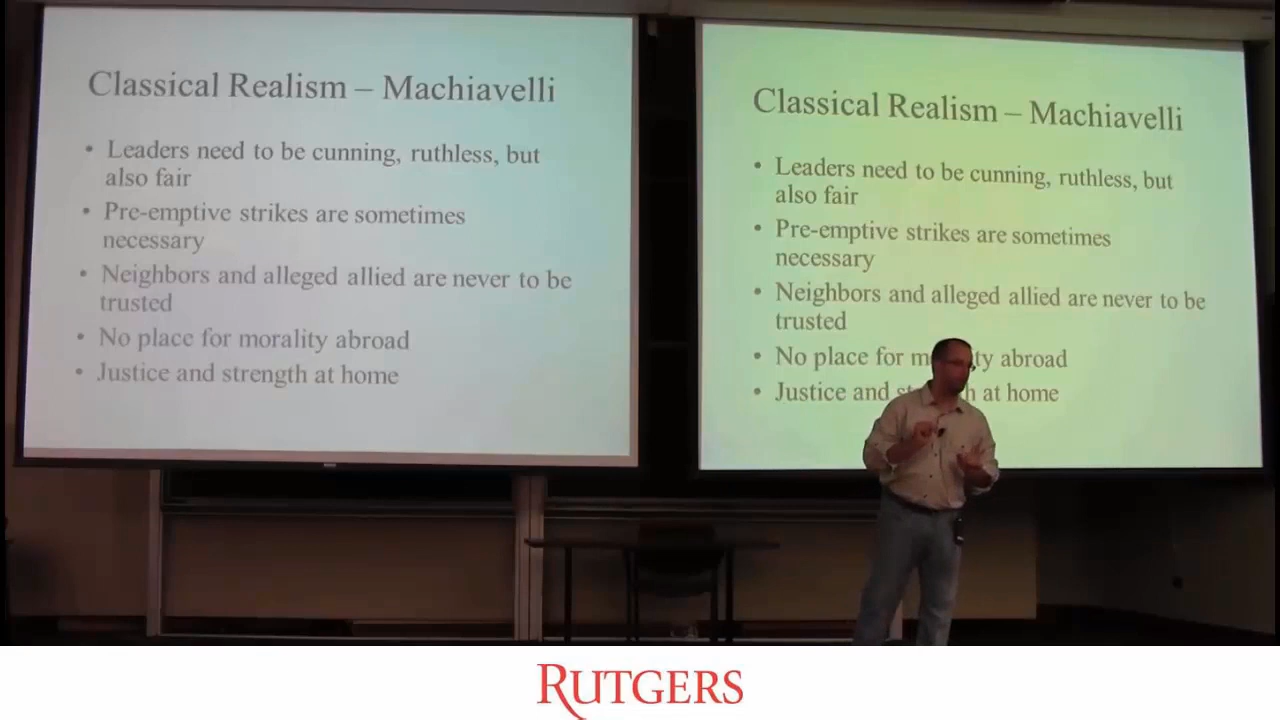 Classical Realism – Machiavelli
• Leaders need to be cunning, ruthless, but
also fair
• Pre-emptive strikes are sometimes
necessary
• Neighbors and alleged allied are never to be
trusted
• No place for morality abroad
• Justice and strength at home
Classical Realism – Machiavelli
• Leaders need to be cunning, ruthless, but
also fair
• Pre-emptive strikes are sometimes
necessary
• Neighbors and alleged allied are never to be
trusted
• No place for m ty abroad
• Justice and st h at home
RUTGERS